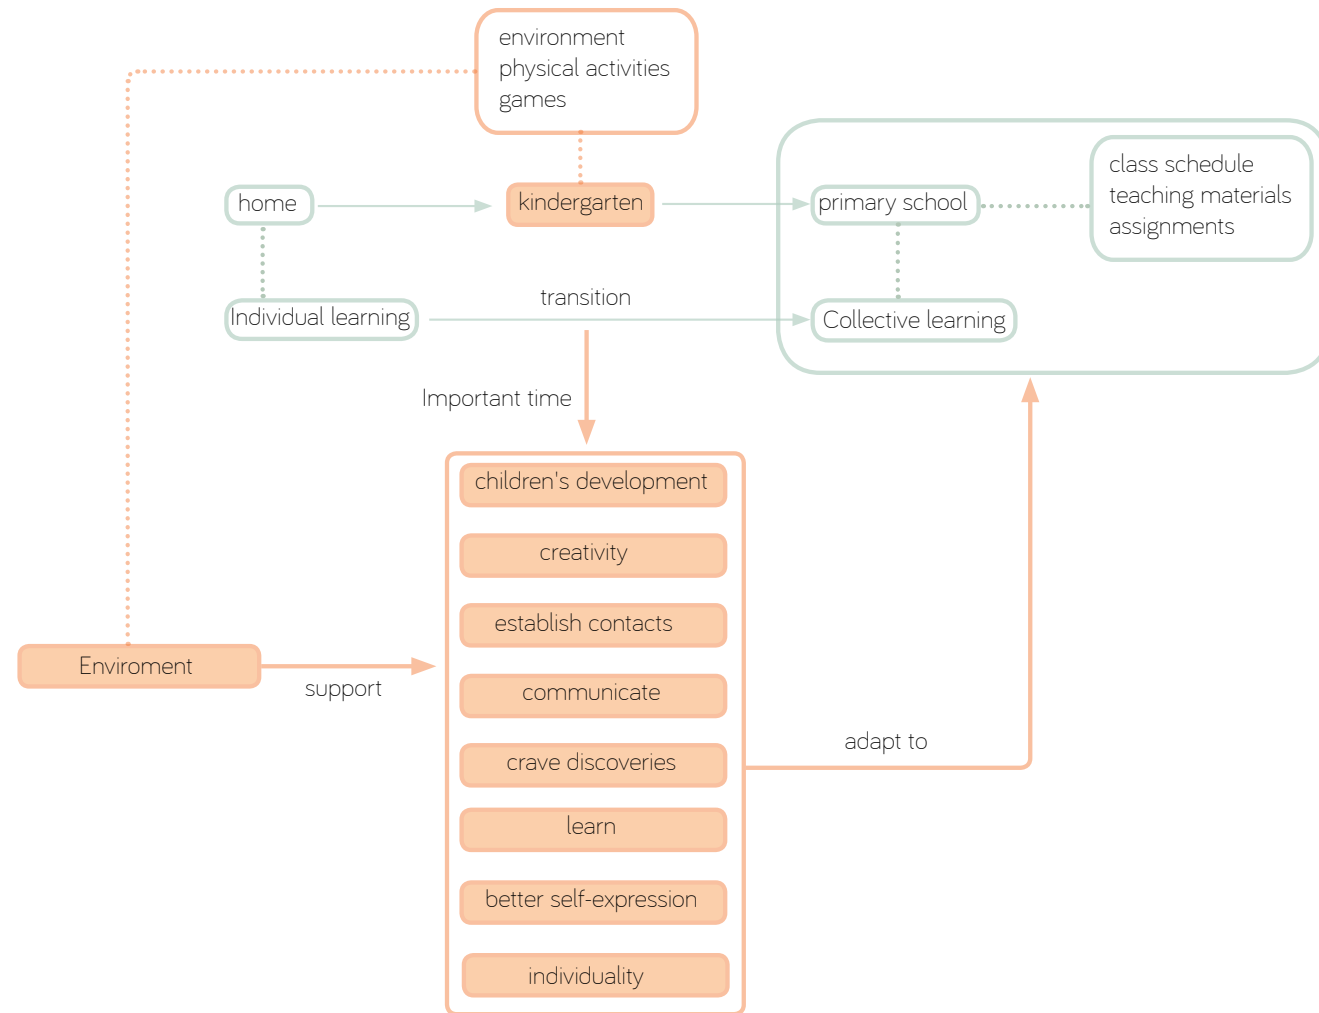 environment
physical activities
games
class schedule
teaching materials
assignments
home
kindergarten
primary school
transition
Individual learning
Collective learning
Important time
children's development
creativity
establish contacts
Enviroment
support
communicate
adapt to
crave discoveries
learn
better self-expression
individuality